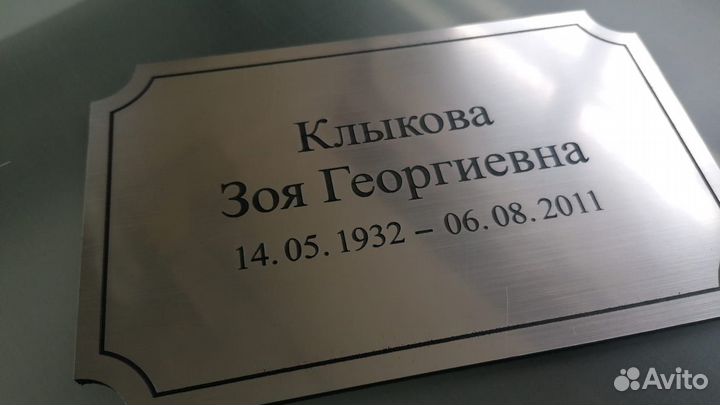 Клыкова
Зоя Георгиевна
14.05.1932 – 06.08.2011
Avito